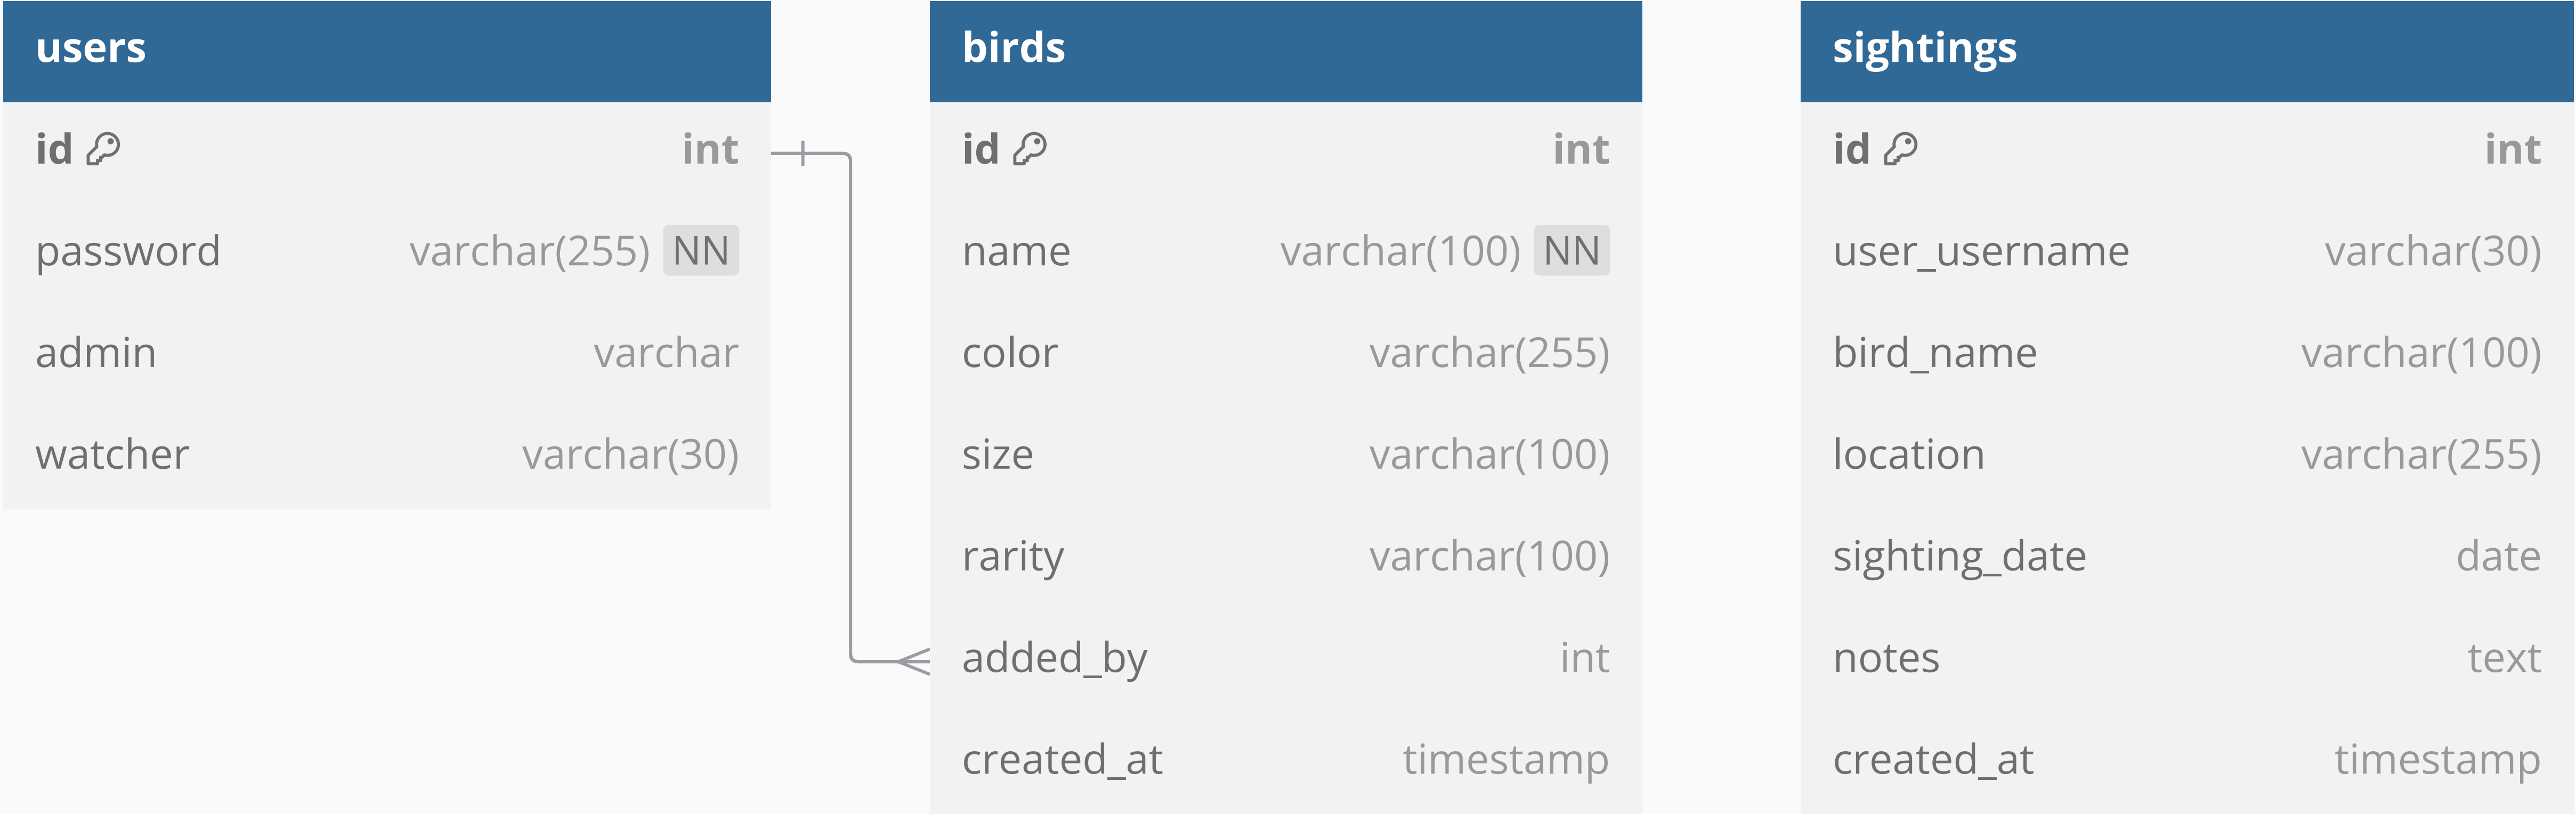 users
id int
password varchar(255) NN
admin varchar
watcher varchar(30)
birds
id int
name varchar(100) NN
color varchar(255)
size varchar(100)
rarity varchar(100)
added_by int
created_at timestamp
sightings
id int
user_username varchar(30)
bird_name varchar(100)
location varchar(255)
sighting_date date
notes text
created_at timestamp